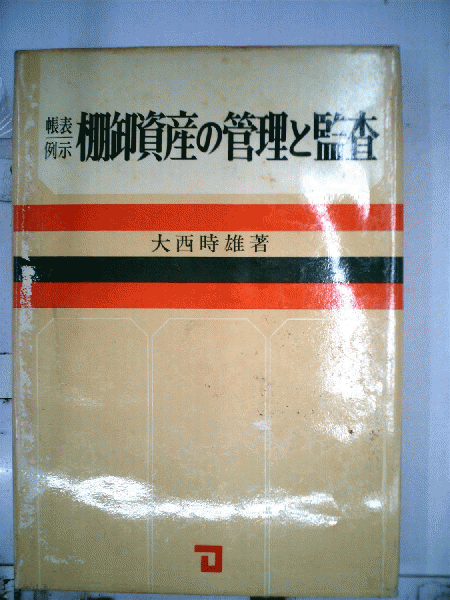 帳表
例示
棚卸資産の管理と監査
大西時雄著